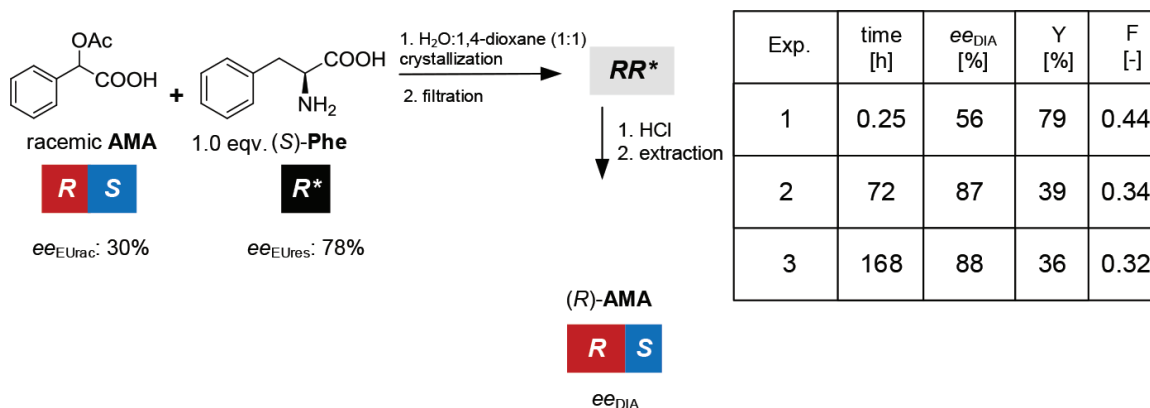 OAc
COOH
+
COOH
NH2
racemic AMA
1.0 eqv. (S)-Phe
R S
R*
eeEUrac: 30%
eeEUres: 78%
1. H2O:1,4-dioxane (1:1)
crystallization
2. filtration
RR*
1. HCl
2. extraction
(R)-AMA
R S
eeDIA
Exp. time [h] eeDIA [%] Y [%] F [-]
1 0.25 56 79 0.44
2 72 87 39 0.34
3 168 88 36 0.32